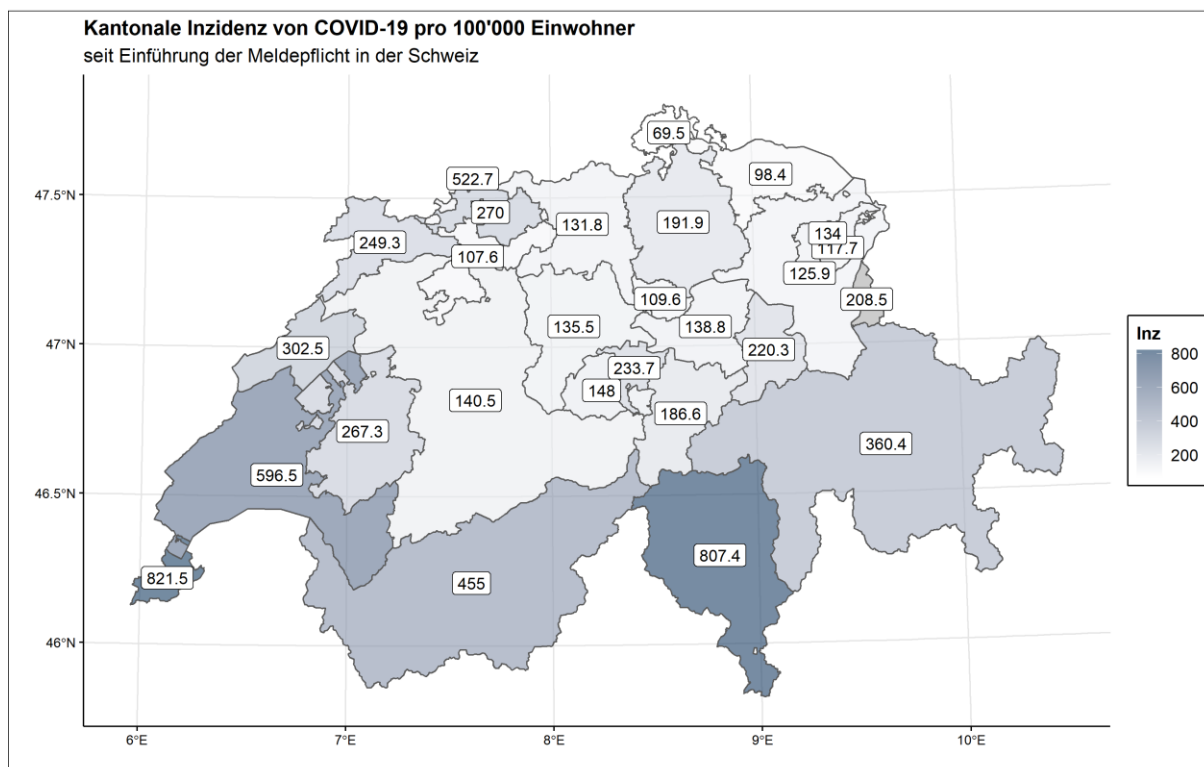 Kantonale Inzidenz von COVID-19 pro 100'000 Einwohner
seit Einführung der Meldepflicht in der Schweiz
69.5
522.7
98.4
47.5°N
270
131.8
191.9
134
249.3
117.7
107.6
125.9
109.6
208.5
135.5
138.8
Inz
47°N
302.5
220.3
800
233.7
600
148
140.5
186.6
400
267.3
360.4
200
596.5
46.5°N
807.4
821.5
455
46°N
6°E
7°E
8°E
9°E
10°E